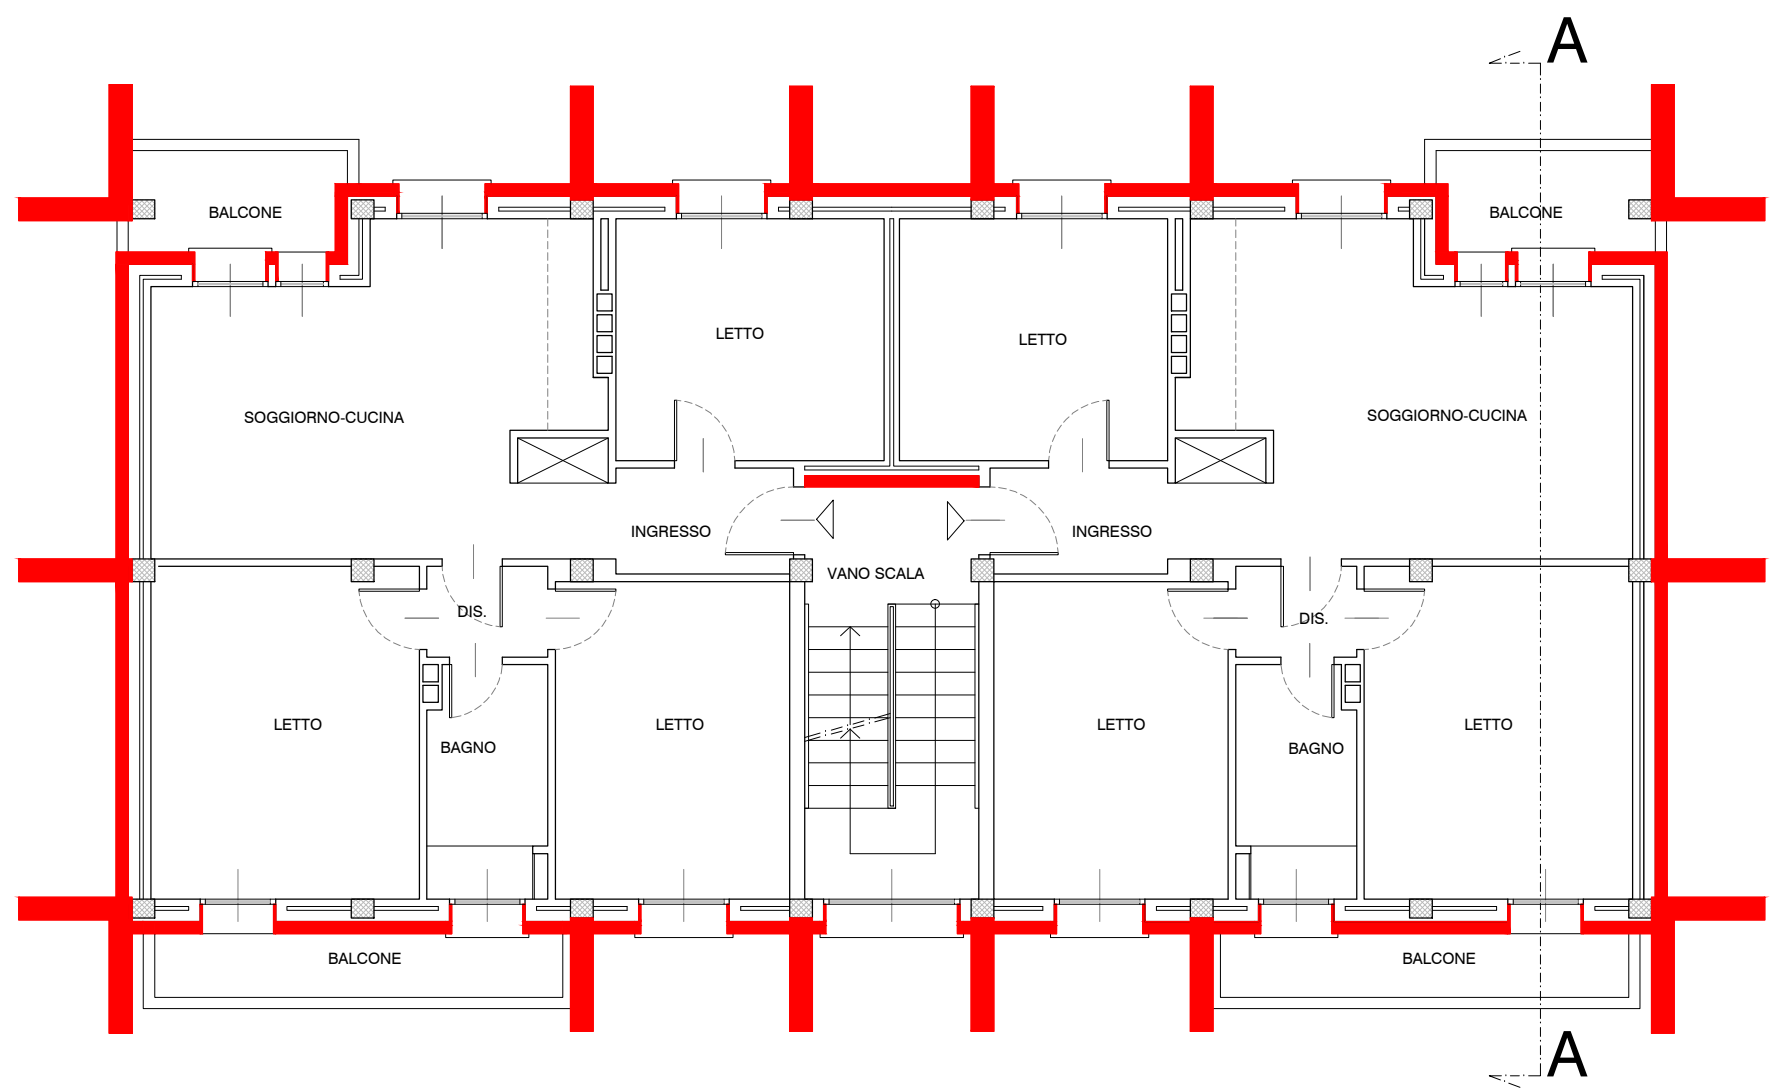 A
BALCONE
BALCONE
LETTO
LETTO
SOGGIORNO-CUCINA
SOGGIORNO-CUCINA
INGRESSO
INGRESSO
VANO SCALA
DIS.
DIS.
LETTO
LETTO
LETTO
LETTO
BAGNO
BAGNO
BALCONE
BALCONE
A